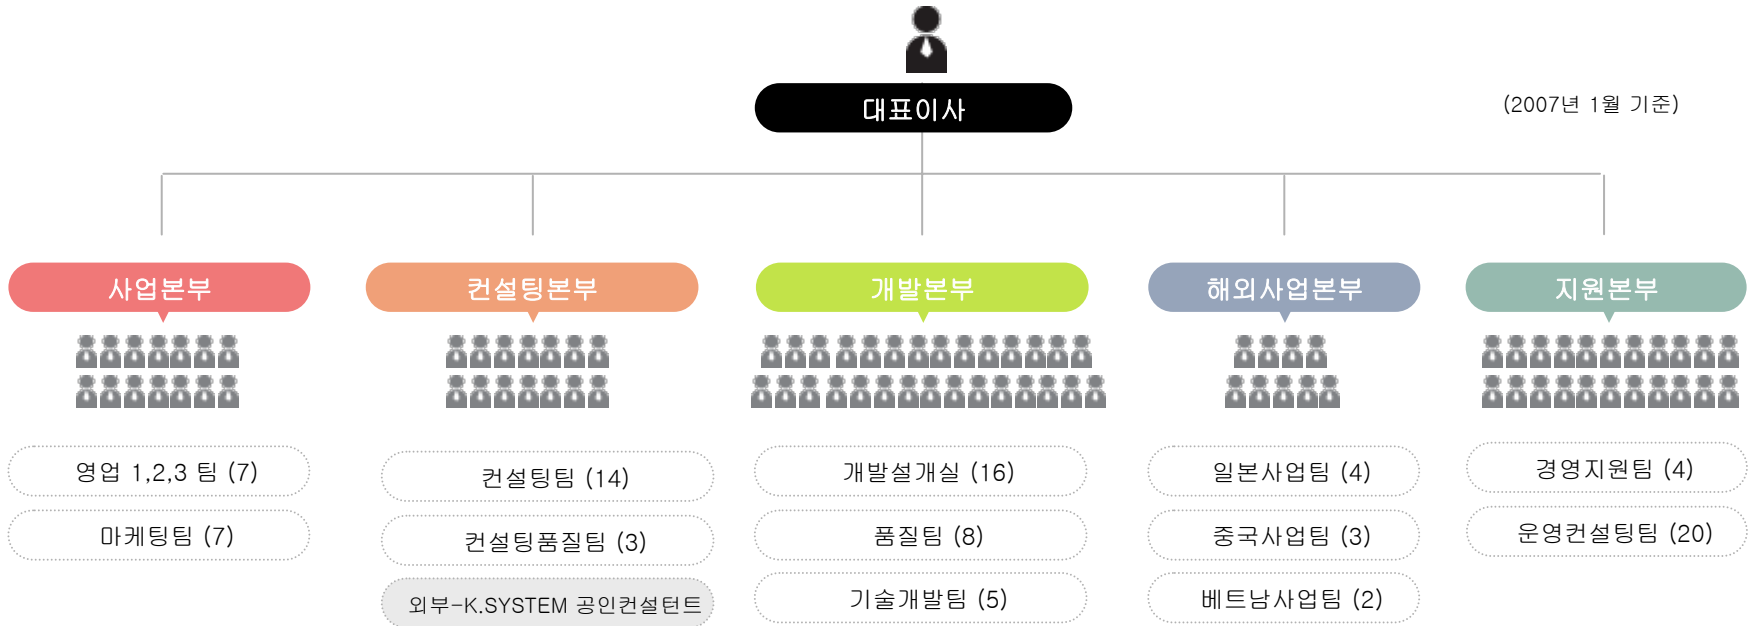 대표이사
(2007년 1월 기준)
사업본부
컨설팅본부
개발본부
해외사업본부
지원본부
영업 1,2,3 팀 (7)
마케팅팀 (7)
컨설팅팀 (14)
컨설팅품질팀 (3)
외부-K.SYSTEM 공인컨설턴트
개발설개실 (16)
품질팀 (8)
기술개발팀 (5)
일본사업팀 (4)
중국사업팀 (3)
베트남사업팀 (2)
경영지원팀 (4)
운영컨설팅팀 (20)